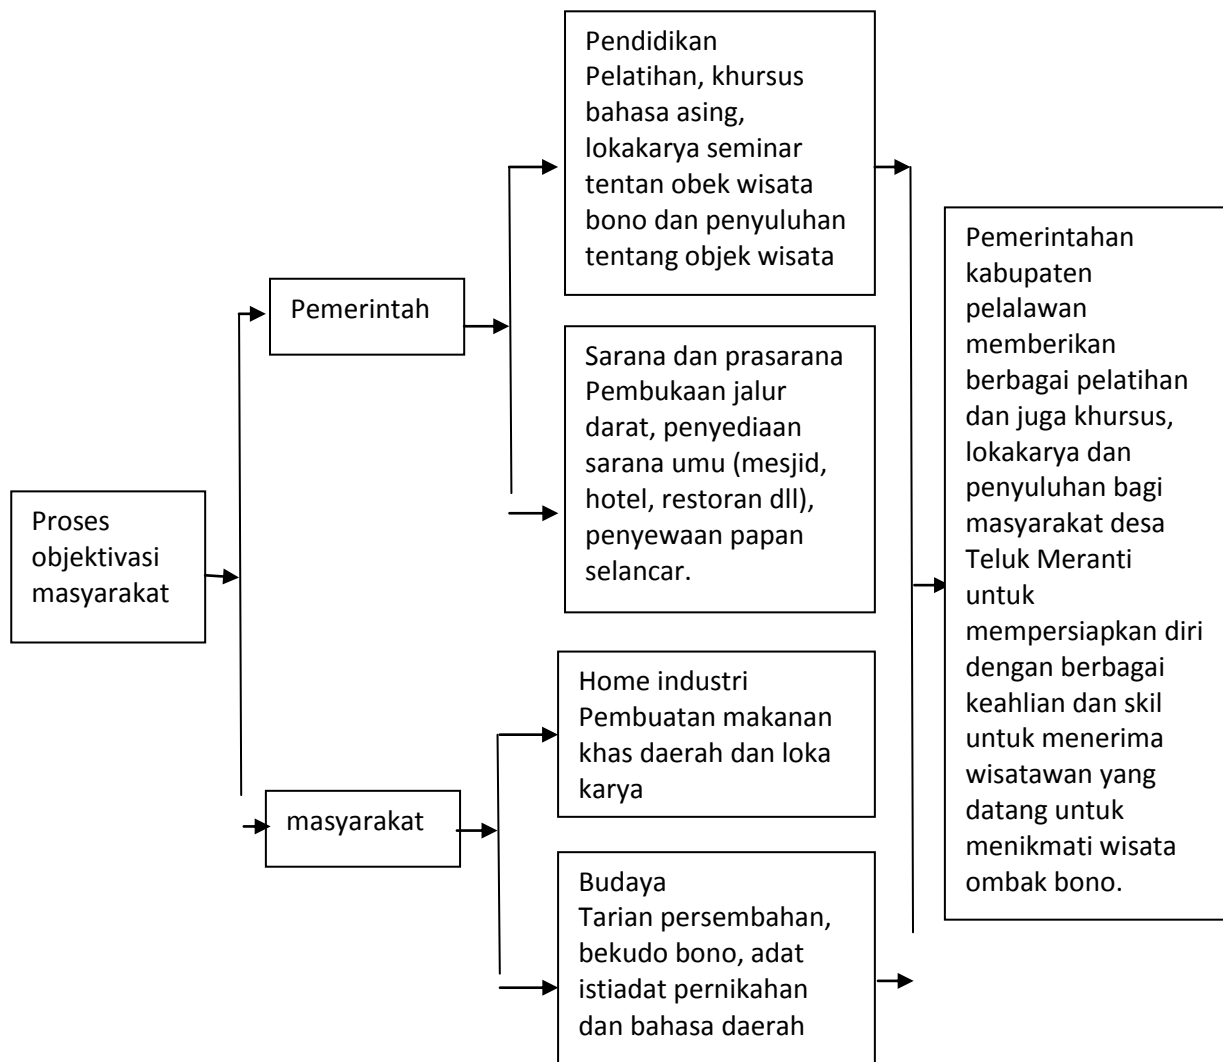 Proses
objektivasi
masyarakat
Pemerintah
masyarakat
Pendidikan
Pelatihan, khursus
bahasa asing,
lokakarya seminar
tentan obek wisata
bono dan penyuluhan
tentang objek wisata
Sarana dan prasarana
Pembukaan jalur
darat, penyediaan
sarana umu (mesjid,
hotel, restoran dll),
penyewaan papan
selancar.
Home industri
Pembuatan makanan
khas daerah dan loka
karya
Budaya
Tarian persembahan,
bekudo bono, adat
istiadat pernikahan
dan bahasa daerah
Pemerintahan
kabupaten
pelalawan
memberikan
berbagai pelatihan
dan juga khursus,
lokakarya dan
penyuluhan bagi
masyarakat desa
Teluk Meranti
untuk
mempersiapkan diri
dengan berbagai
keahlian dan skil
untuk menerima
wisatawan yang
datang untuk
menikmati wisata
ombak bono.